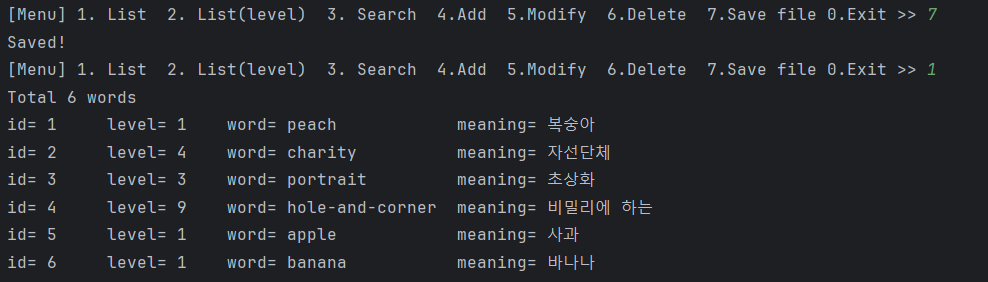 [Menu] 1. List  2. List(level)  3. Search  4.Add  5.Modify  6.Delete  7.Save file 0.Exit >> 7
Saved!
[Menu] 1. List  2. List(level)  3. Search  4.Add  5.Modify  6.Delete  7.Save file 0.Exit >> 1
Total 6 words
id= 1     level= 1    word= peach            meaning= 복숭아
id= 2     level= 4    word= charity          meaning= 자선단체
id= 3     level= 3    word= portrait         meaning= 초상화
id= 4     level= 9    word= hole-and-corner  meaning= 비밀리에 하는
id= 5     level= 1    word= apple            meaning= 사과
id= 6     level= 1    word= banana           meaning= 바나나